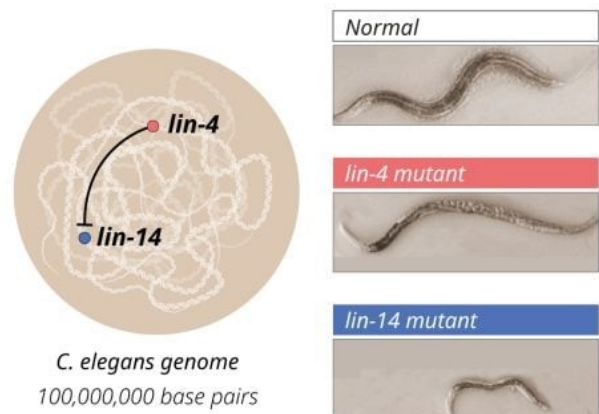 lin-4
lin-14
C. elegans genome
100,000,000 base pairs
Normal
lin-4 mutant
lin-14 mutant